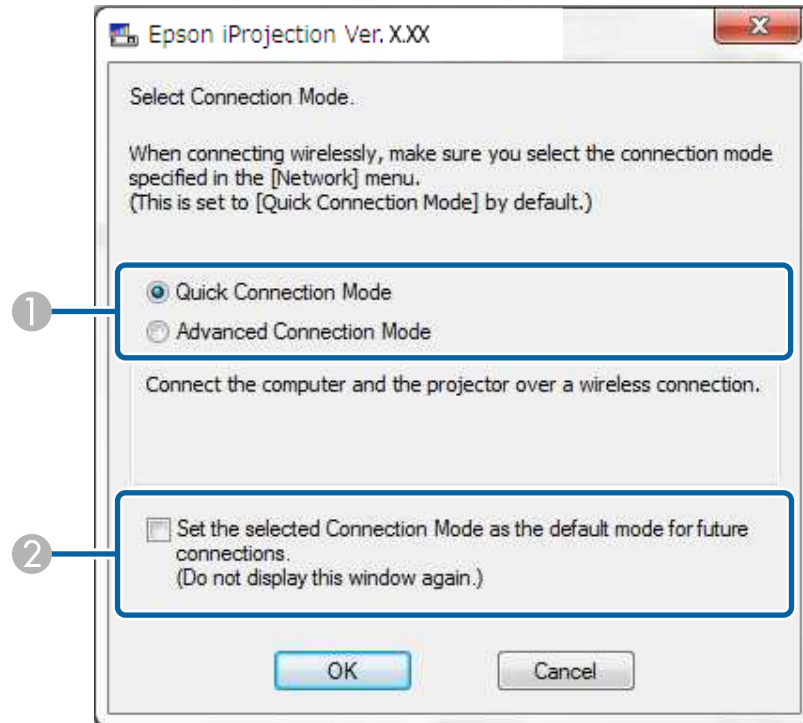 Epson iProjection Ver. X.XX
Select Connection Mode.
When connecting wirelessly, make sure you select the connection mode
specified in the [Network] menu.
(This is set to [Quick Connection Mode] by default.)
1
Quick Connection Mode
Advanced Connection Mode
Connect the computer and the projector over a wireless connection.
2
Set the selected Connection Mode as the default mode for future
connections.
(Do not display this window again.)
OK
Cancel